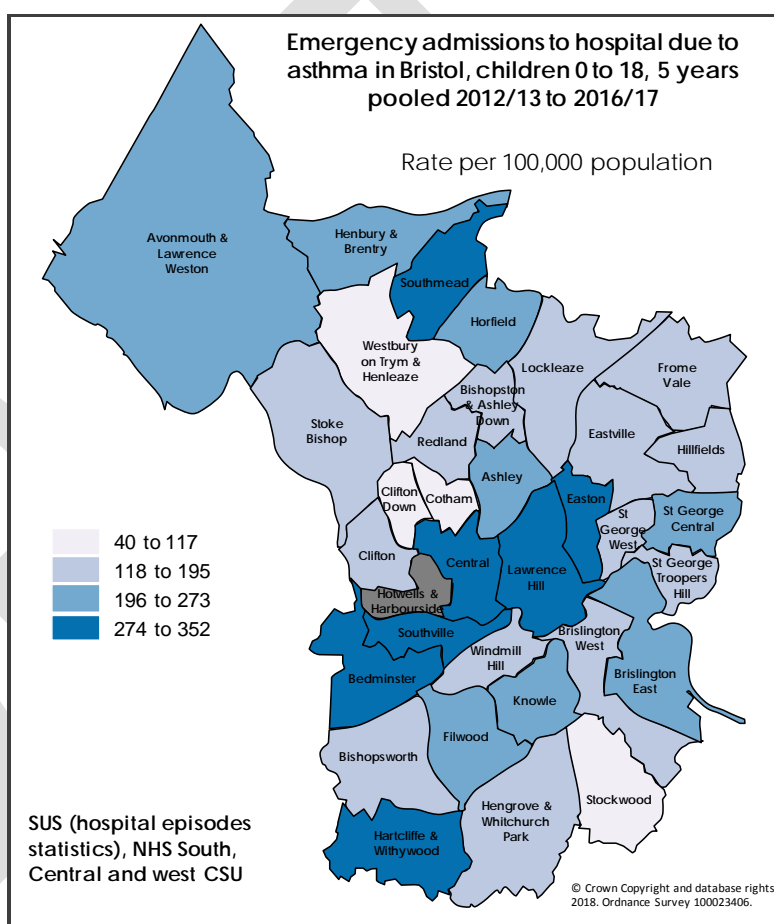 Emergency admissions to hospital due to
asthma in Bristol, children 0 to 18, 5 years
pooled 2012/13 to 2016/17
Rate per 100,000 population
Avonmouth &
Lawrence
Weston
Henbury &
Brentry
Southmead
Horfield
Westbury
on Trym &
Henleaze
Lockleaze
Frome
Vale
Bishopston
& Ashley
Down
Stoke
Bishop
Redland
Eastville
Hillfields
Ashley
Clifton
Down
Cotham
Easton
St George
Central
St
George
West
Clifton
Central
Lawrence
Hill
St George
Troopers
Hill
Hotwells &
Harbourside
Southville
Windmill
Hill
Brislington
West
Bedminster
Knowle
Brislington
East
Bishopsworth
Filwood
Stockwood
Hengrove &
Whitchurch
Park
Hartcliffe &
Withywood
40 to 117
118 to 195
196 to 273
274 to 352
SUS (hospital episodes
statistics), NHS South,
Central and west CSU
© Crown Copyright and database rights
2018. Ordnance Survey 100023406.